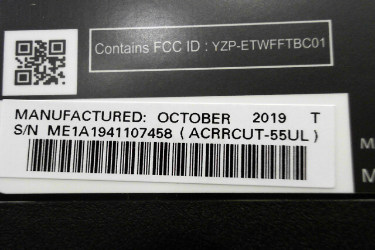 Contains FCC ID : YZP-ETWFFTBC01
MANUFACTURED: OCTOBER 2019 T
S/N ME1A1941107458 (ACRRCUT-55UL)